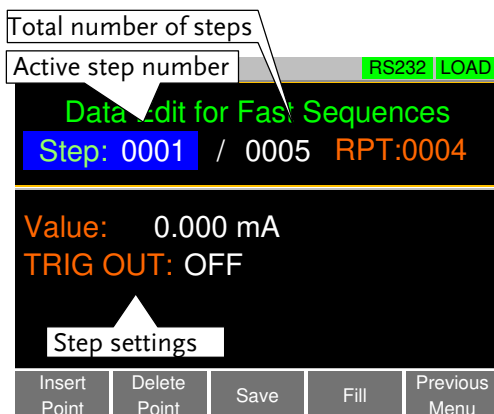 Total number of steps
Active step number
RS232 LOAD
Data Edit for Fast Sequences
Step: 0001 / 0005 RPT:0004
Value: 0.000 mA
TRIG OUT: OFF
Step settings
Insert Point
Delete Point
Save
Fill
Previous Menu